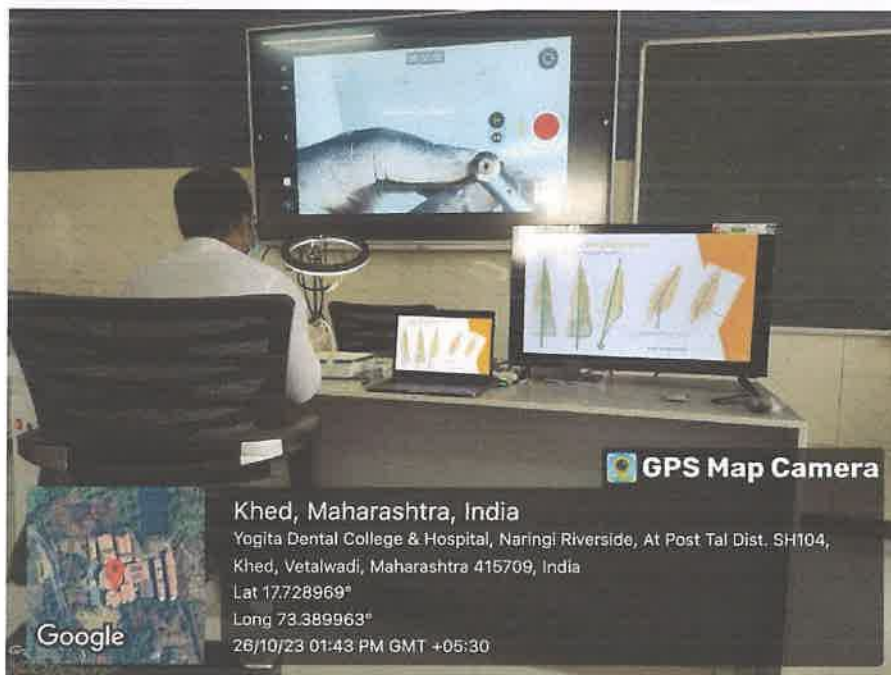 GPS Map Camera
Khed, Maharashtra, India
Yogita Dental College & Hospital, Naringi Riverside, At Post Tal Dist. SH104,
Khed, Vetalwadi, Maharashtra 415709, India
Lat 17.728969°
Long 73.389963°
26/10/23 01:43 PM GMT +05:30
Google